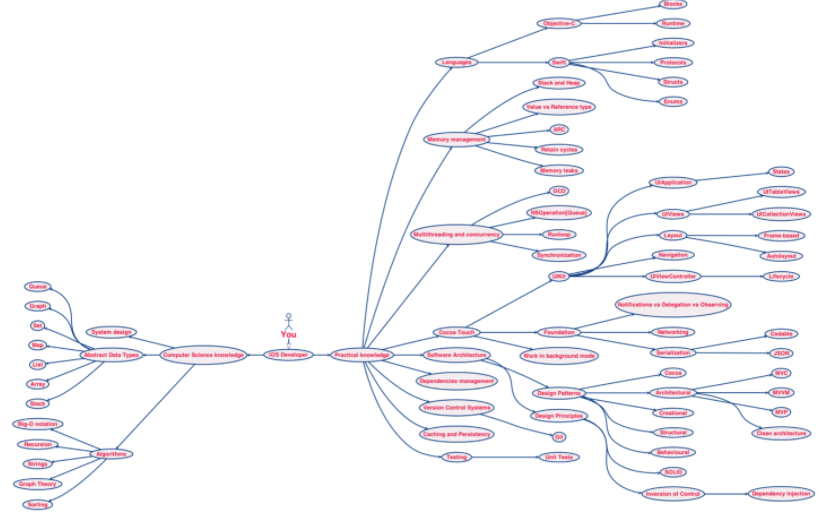 Blocks
Objective-C
Runtime
Initializers
Languages
Swift
Protocols
Structs
Enums
Stack and Heap
Value vs Reference type
ARC
Memory management
Retain cycles
Memory leaks
GCD
NSOperation(Queue)
Multithreading and concurrency
Runloop
Synchronization
States
UIApplication
UITableViews
UIViews
UICollectionViews
Layout
Frame-based
Autolayout
Navigation
UIKit
UIViewController
Lifecycle
Notifications vs Delegation vs Observing
Cocoa Touch
Foundation
Networking
Codable
Serialization
JSON
Work in background mode
Queue
Graph
Set
Map
List
Array
Stack
System design
Abstract Data Types
Computer Science knowledge
You
iOS Developer
Practical knowledge
Software Architecture
Dependencies management
Version Control Systems
Git
Caching and Persistency
Testing
Unit Tests
Cocoa
MVC
Design Patterns
Architectural
MVVM
MVP
Clean architecture
Creational
Design Principles
Structural
Behavioural
SOLID
Inversion of Control
Dependency Injection
Big-O notation
Recursion
Algorithms
Strings
Graph Theory
Sorting